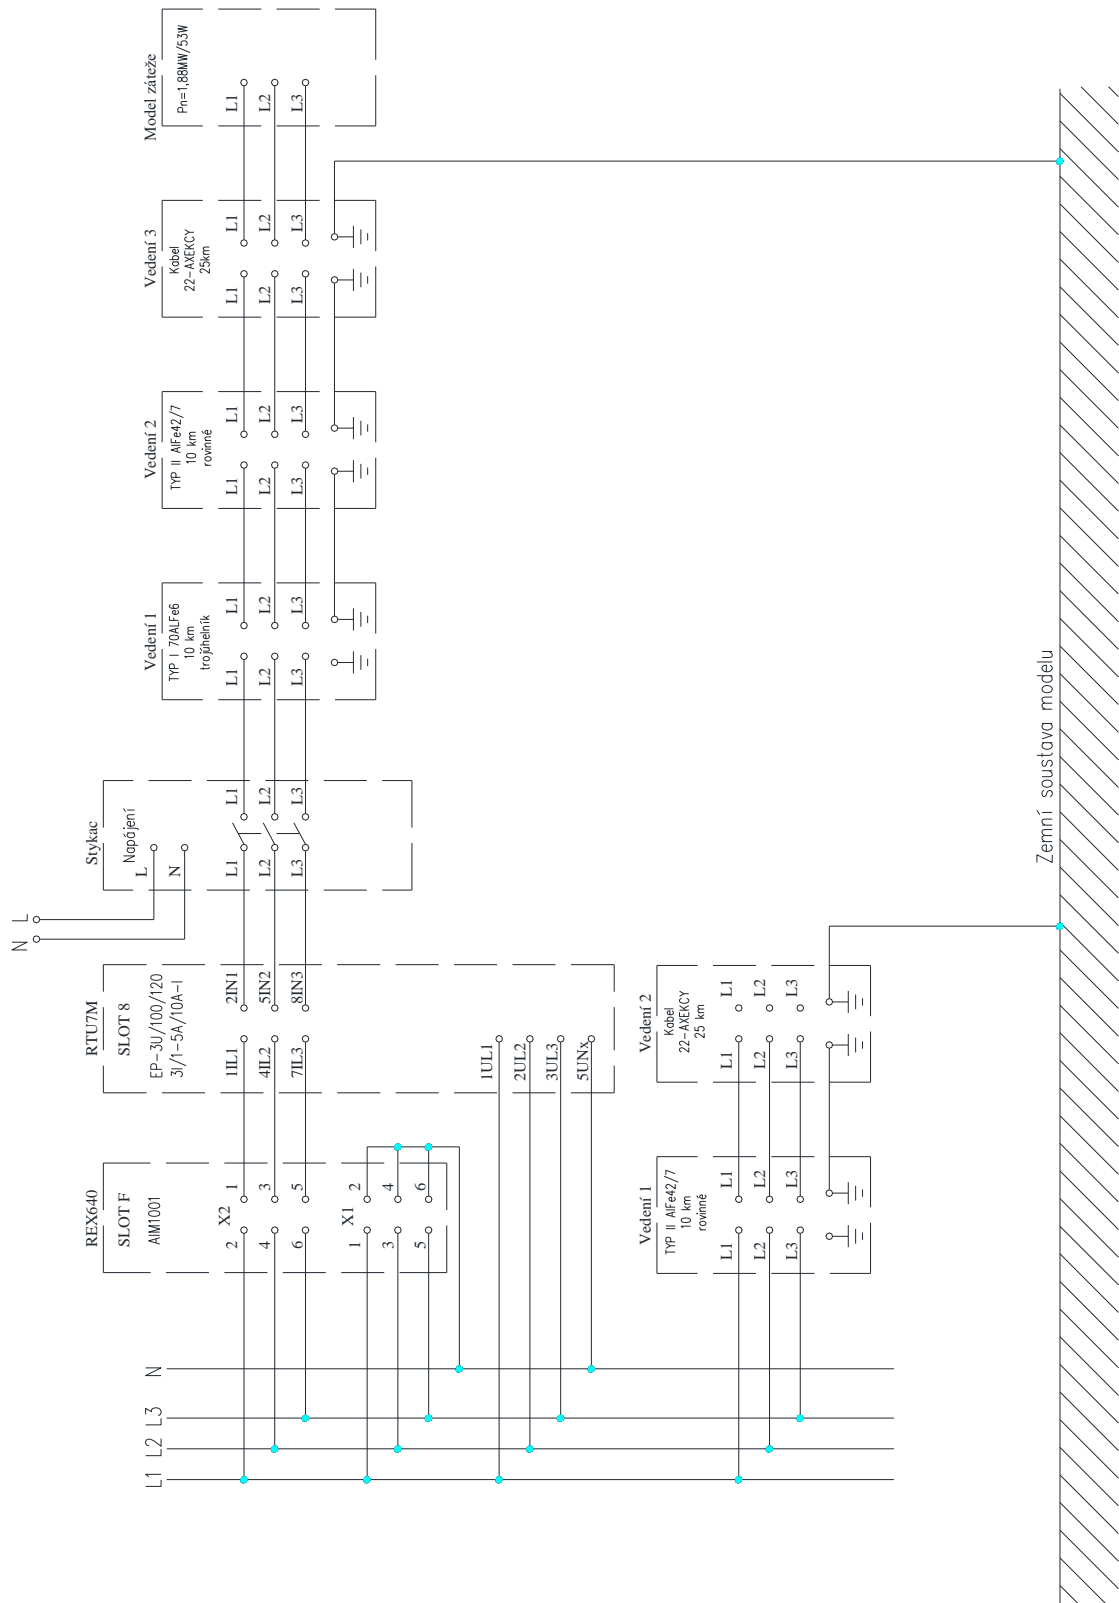 L1
L2
L3
N
REX640
SLOT F
AIM1001
X2
2
1
4
3
6
5
X1
1
2
3
4
5
6
RTU7M
SLOT 8
EP-3U/100/120
3I/1-5A/10A-I
1IL1
2IN1
4IL2
5IN2
7IL3
8IN3
1UL1
2UL2
3UL3
5UNx
N
L
Stykac
Napájení
L
N
L1
L1
L2
L2
L3
L3
Vedení 1
TYP I 70ALFe6
10 km
trojúhelník
L1
L1
L2
L2
L3
L3
Vedení 2
TYP II AlFe42/7
10 km
rovinné
L1
L1
L2
L2
L3
L3
Vedení 3
Kabel
22-AXEKCY
25km
L1
L1
L2
L2
L3
L3
Model záteže
Pn=1,88MW/53W
L1
L2
L3
Vedení 1
TYP II AlFe42/7
10 km
rovinné
L1
L1
L2
L2
L3
L3
Vedení 2
Kabel
22-AXEKCY
25 km
L1
L1
L2
L2
L3
L3
Zemní soustava modelu